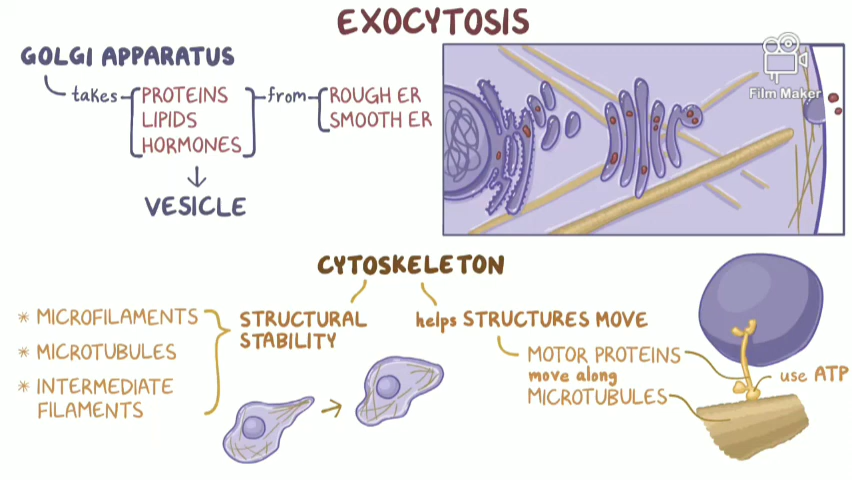 EXOCYTOSIS
GOLGI APPARATUS
takes PROTEINS from ROUGH ER
LIPIDS SMOOTH ER
HORMONES
VESICLE
Film Maker
CYTOSKELETON
* MICROFILAMENTS
* MICROTUBULES
* INTERMEDIATE
FILAMENTS
STRUCTURAL
STABILITY
helps STRUCTURES MOVE
MOTOR PROTEINS
move along
MICROTUBULES
use ATP